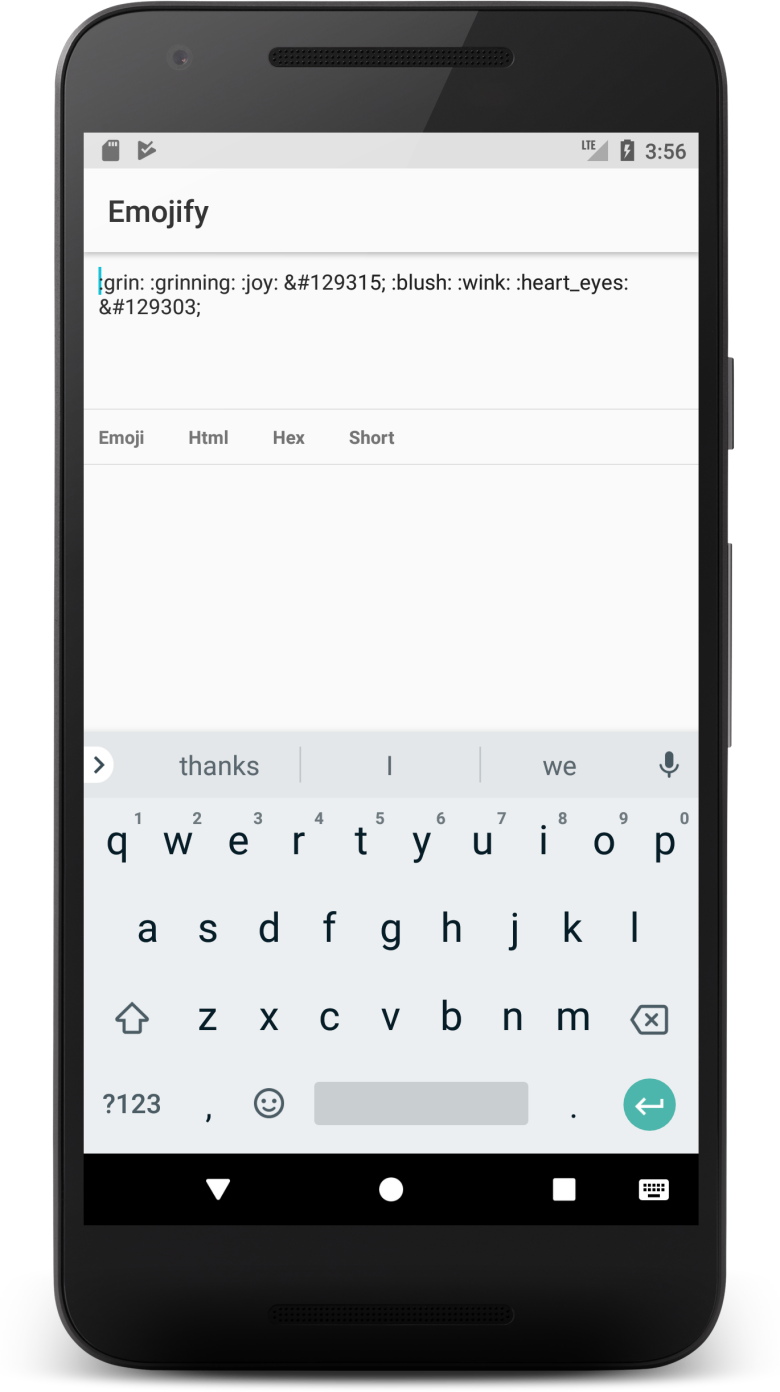 LTE 3:56
Emojify
:grin: :grinning: :joy: &#129315; :blush: :wink: :heart_eyes:
&#129303;
Emoji Html Hex Short
thanks I we
1 2 3 4 5 6 7 8 9 0
q w e r t y u i o p
a s d f g h j k l
z x c v b n m
?123 , .